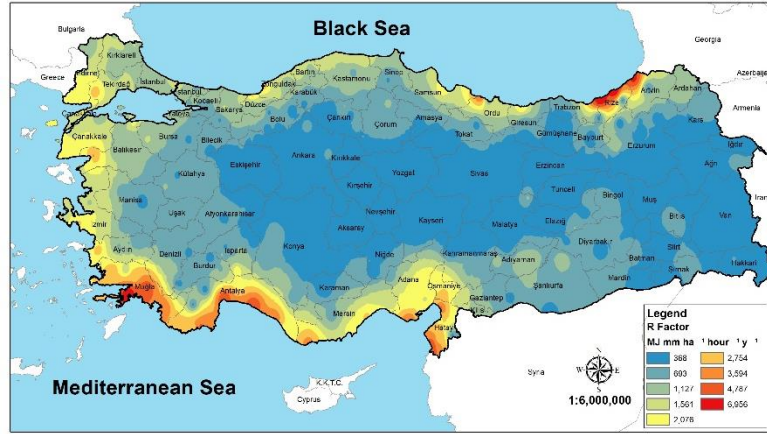 Black Sea
Bulgaria
Georgia
Kırklareli
Edirne
Greece
Tekirdağ
İstanbul
İstanbul
Kocaeli
Yalova
Sakarya
Düzce
Zonguldak
Bartın
Karabük
Kastamonu
Sinop
Samsun
Ordu
Giresun
Trabzon
Rize
Artvin
Ardahan
Azerbaij
Armenia
Kars
Çanakkale
Çanakkale
Balıkesir
Bursa
Bilecik
Bolu
Çankırı
Çorum
Amasya
Tokat
Gümüşhane
Bayburt
Erzurum
Iğdır
Ağrı
Iran
Eskişehir
Ankara
Kırıkkale
Yozgat
Sivas
Erzincan
Kütahya
Manisa
Uşak
Afyonkarahisar
Kırşehir
Nevşehir
Kayseri
Tunceli
Bingöl
Muş
İzmir
Aksaray
Malatya
Elazığ
Bitlis
Van
Aydın
Denizli
Isparta
Burdur
Konya
Niğde
Kahramanmaraş
Adıyaman
Diyarbakır
Batman
Siirt
Şırnak
Hakkari
Mardin
Muğla
Antalya
Karaman
Mersin
Adana
Osmaniye
Gaziantep
Kilis
Şanlıurfa
Hatay
Syria
Mediterranean Sea
K.K.T.C.
Cyprus
N
W
E
S
1:6,000,000
Legend
R Factor
MJ mm ha ¹ hour ¹ y ¹
368
693
1,127
1,561
2,076
2,754
3,594
4,787
6,956